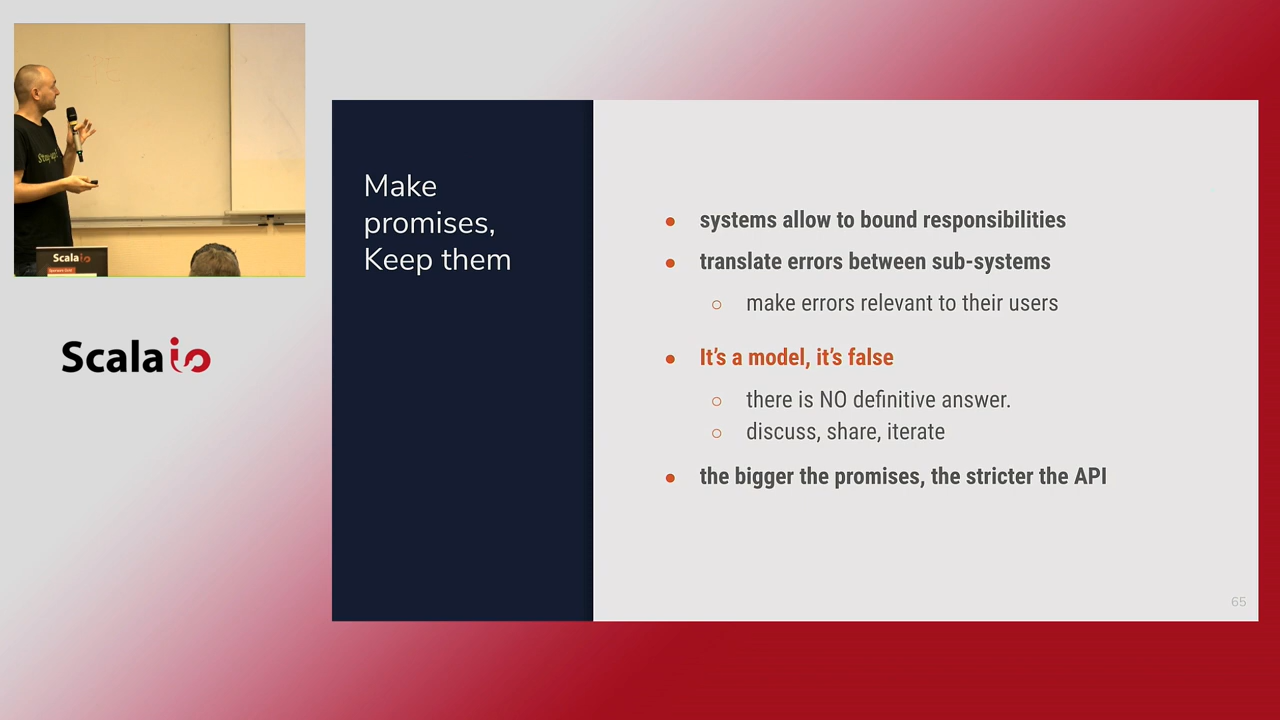 Scalaio
Scalaio
Make
promises,
Keep them
● systems allow to bound responsibilities
● translate errors between sub-systems
○ make errors relevant to their users
● It's a model, it's false
○ there is NO definitive answer.
○ discuss, share, iterate
● the bigger the promises, the stricter the API
65